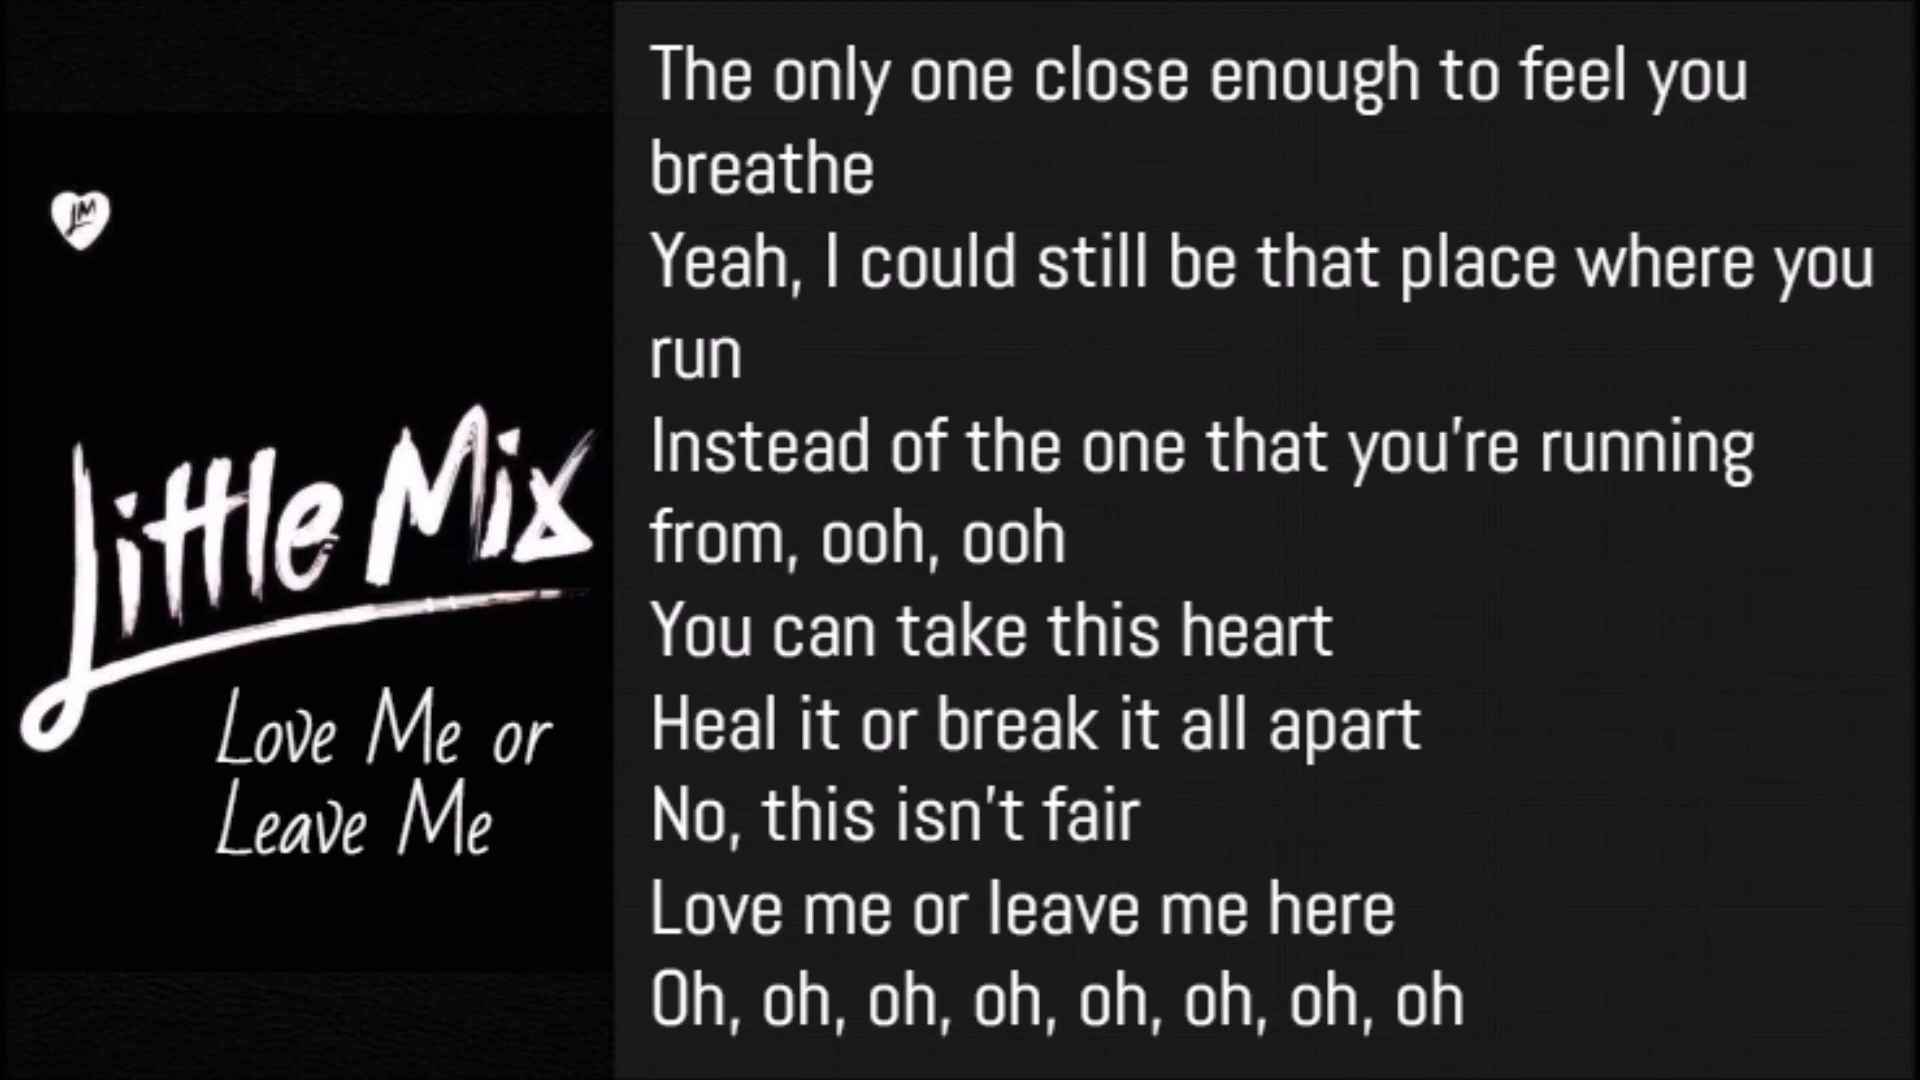 LM
Little Mix
Love Me or
Leave Me
The only one close enough to feel you
breathe
Yeah, I could still be that place where you
run
Instead of the one that you're running
from, ooh, ooh
You can take this heart
Heal it or break it all apart
No, this isn't fair
Love me or leave me here
Oh, oh, oh, oh, oh, oh, oh, oh